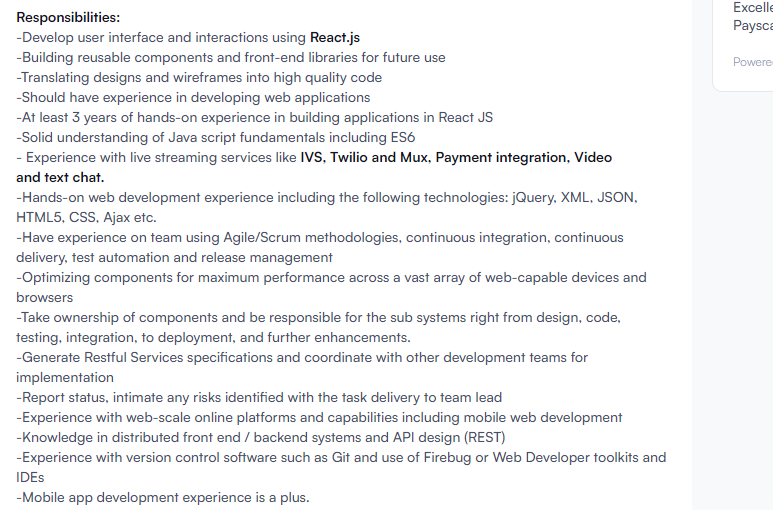 Responsibilities:
-Develop user interface and interactions using React.js
-Building reusable components and front-end libraries for future use
-Translating designs and wireframes into high quality code
-Should have experience in developing web applications
-At least 3 years of hands-on experience in building applications in React JS
-Solid understanding of Java script fundamentals including ES6
- Experience with live streaming services like IVS, Twilio and Mux, Payment integration, Video
and text chat.
-Hands-on web development experience including the following technologies: jQuery, XML, JSON,
HTML5, CSS, Ajax etc.
-Have experience on team using Agile/Scrum methodologies, continuous integration, continuous
delivery, test automation and release management
-Optimizing components for maximum performance across a vast array of web-capable devices and
browsers
-Take ownership of components and be responsible for the sub systems right from design, code,
testing, integration, to deployment, and further enhancements.
-Generate Restful Services specifications and coordinate with other development teams for
implementation
-Report status, intimate any risks identified with the task delivery to team lead
-Experience with web-scale online platforms and capabilities including mobile web development
-Knowledge in distributed front end / backend systems and API design (REST)
-Experience with version control software such as Git and use of Firebug or Web Developer toolkits and
IDEs
-Mobile app development experience is a plus.